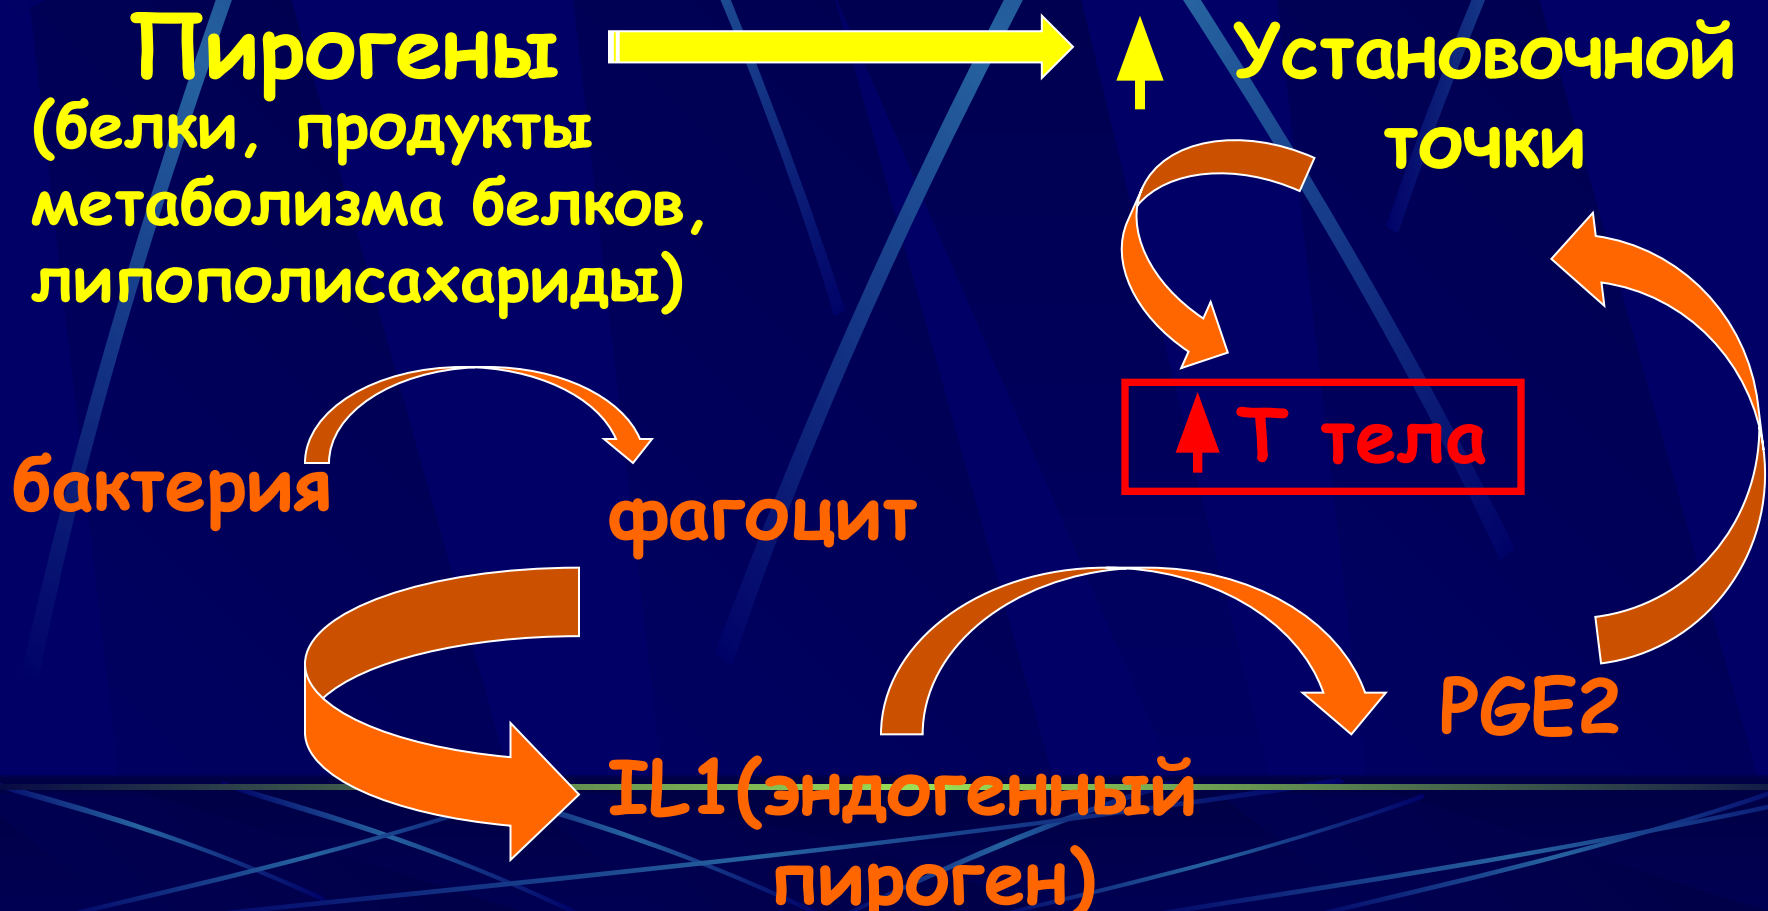 Пирогены
(белки, продукты
метаболизма белков,
липополисахариды)
Установочной
точки
Т тела
бактерия
фагоцит
PGE2
IL1(эндогенный
пироген)